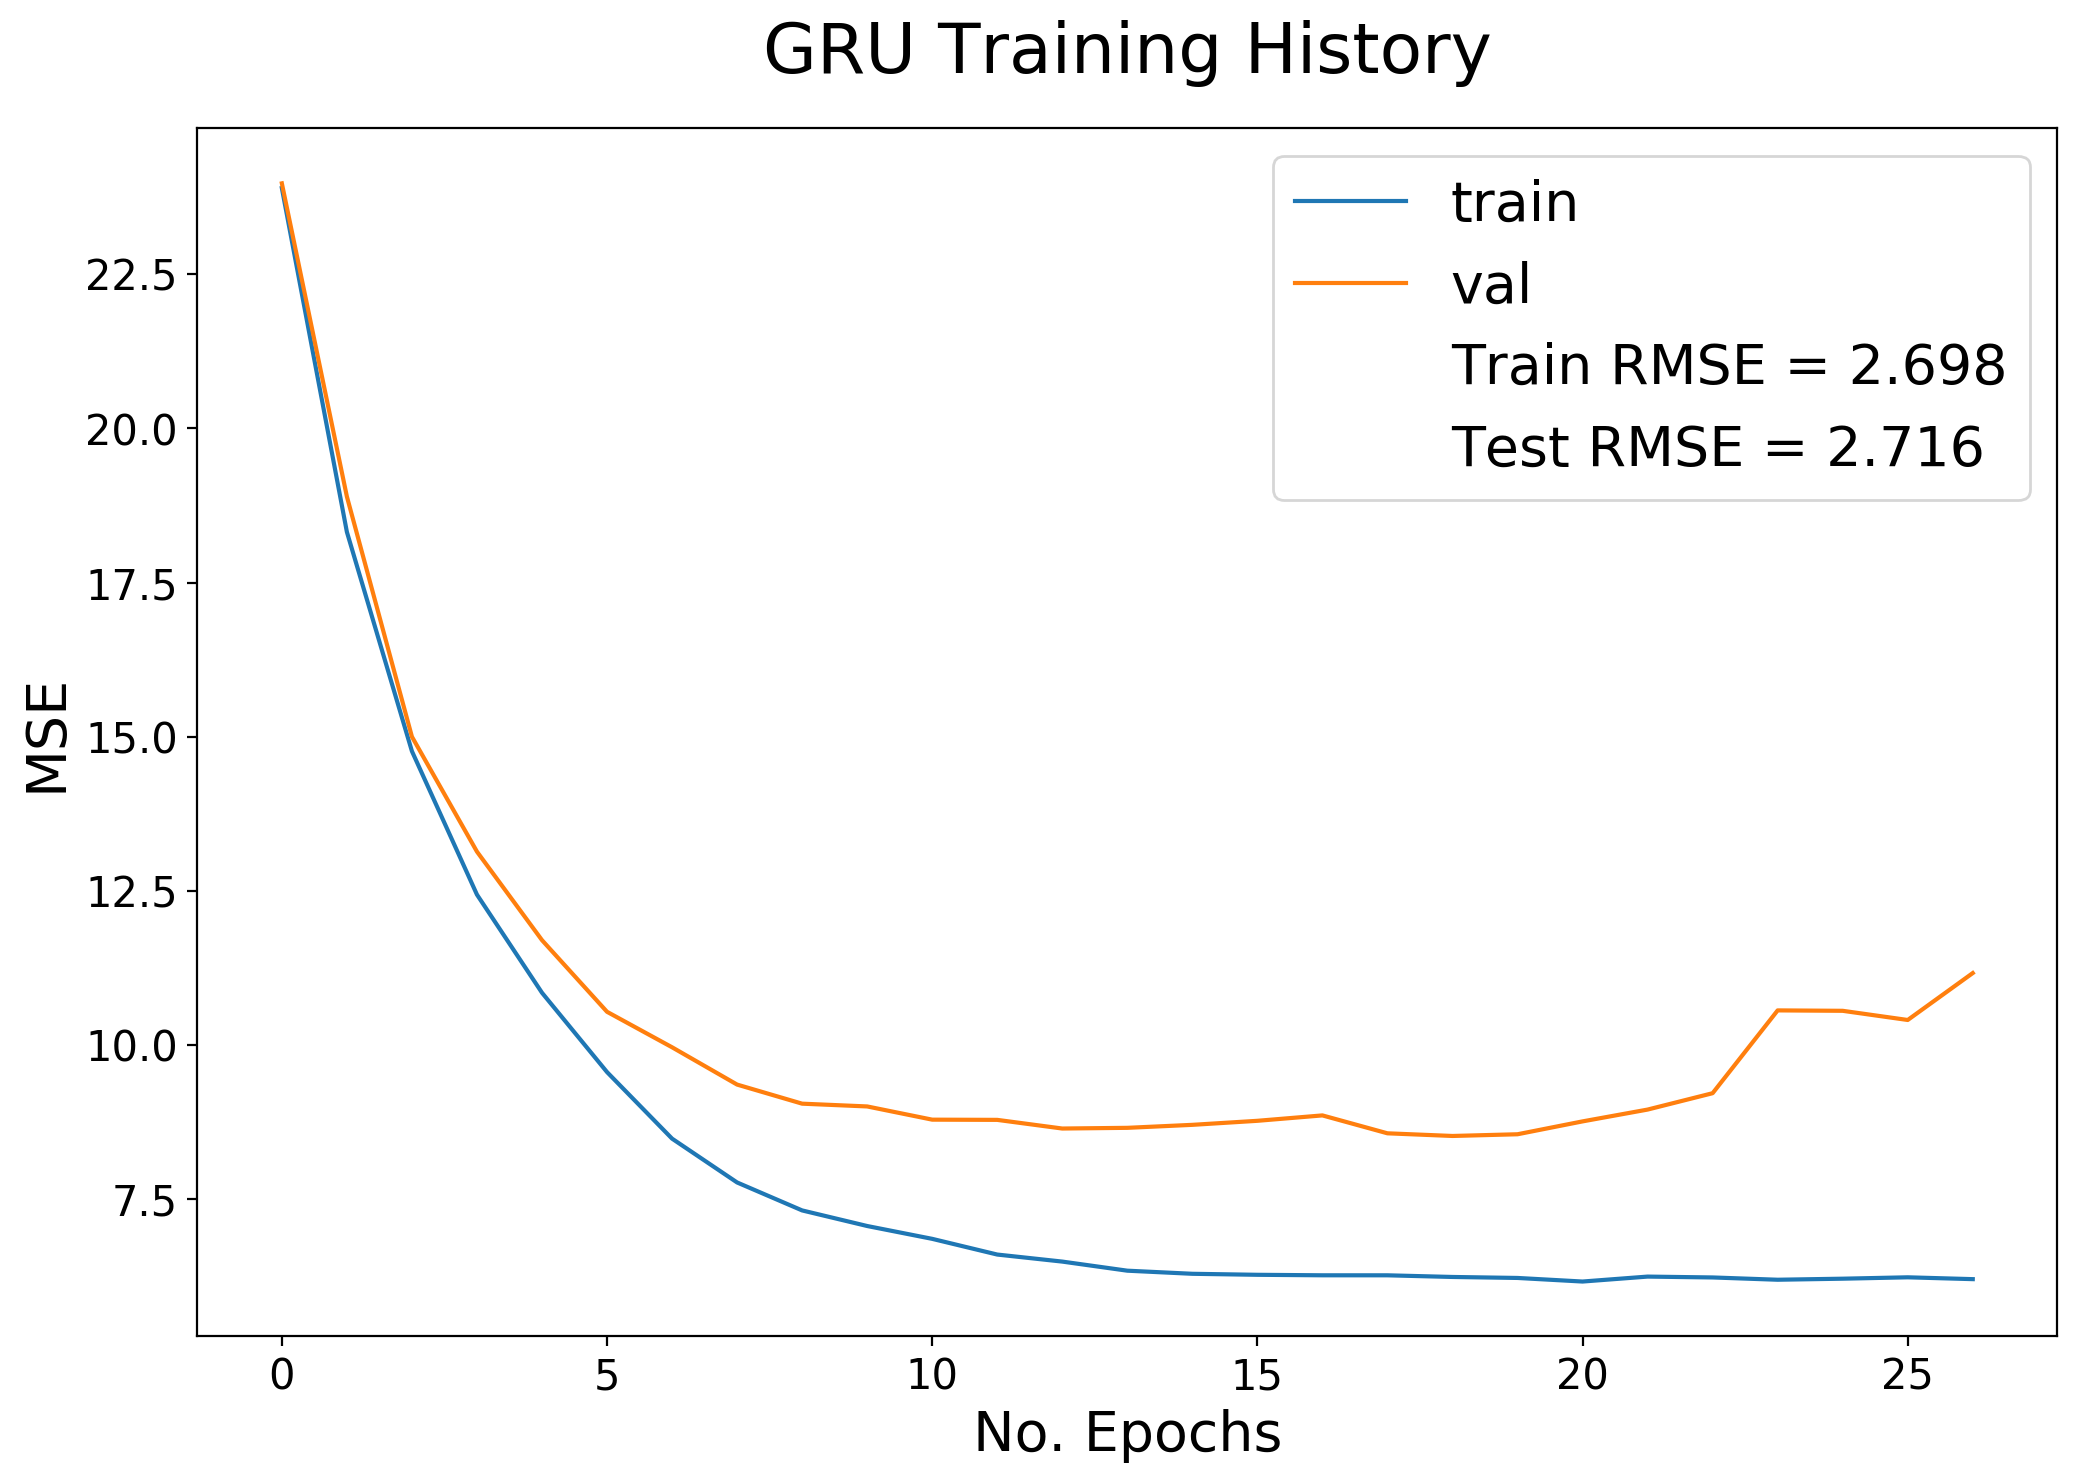 GRU Training History
train
val
Train RMSE = 2.698
Test RMSE = 2.716
MSE
22.5
20.0
17.5
15.0
12.5
10.0
7.5
0 5 10 15 20 25
No. Epochs